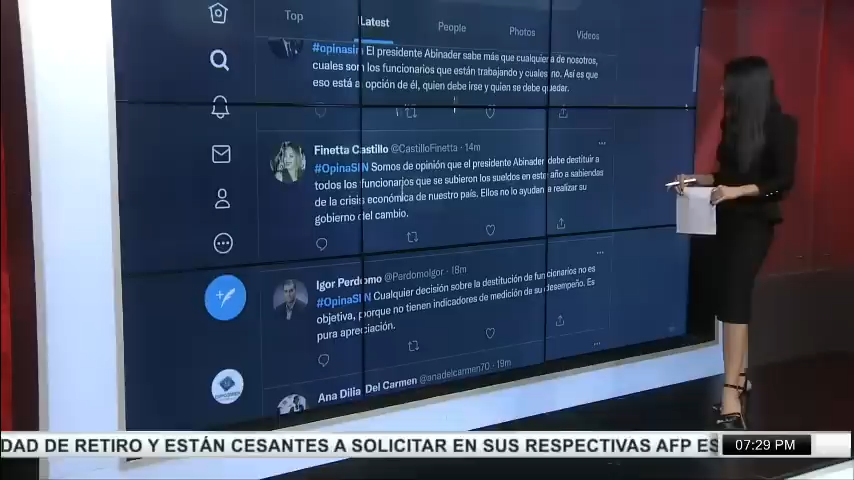 Top
Latest
People
Photos
Videos
#opinasin El presidente Abinader sabe más que cualquiera de nosotros,
cuales son los funcionarios que están trabajando y cuales no. Así es que
eso está a opción de él, quien debe irse y quien se debe quedar.
Finetta Castillo @CastilloFinetta · 14m
#OpinaSIN Somos de opinión que el presidente Abinader debe destituir a
todos los funcionarios que se subieron los sueldos en este año a sabiendas
de la crisis económica de nuestro país. Ellos no lo ayudan a realizar su
gobierno del cambio.
Igor Perdomo @PerdomoIgor · 18m
#OpinaSIN Cualquier decisión sobre la destitución de funcionarios no es
objetiva, porque no tienen indicadores de medición de su desempeño. Es
pura apreciación.
Ana Dilia Del Carmen @anadelcarmen70 · 19m
DAD DE RETIRO Y ESTÁN CESANTES A SOLICITAR EN SUS RESPECTIVAS AFP ES
07:29 PM